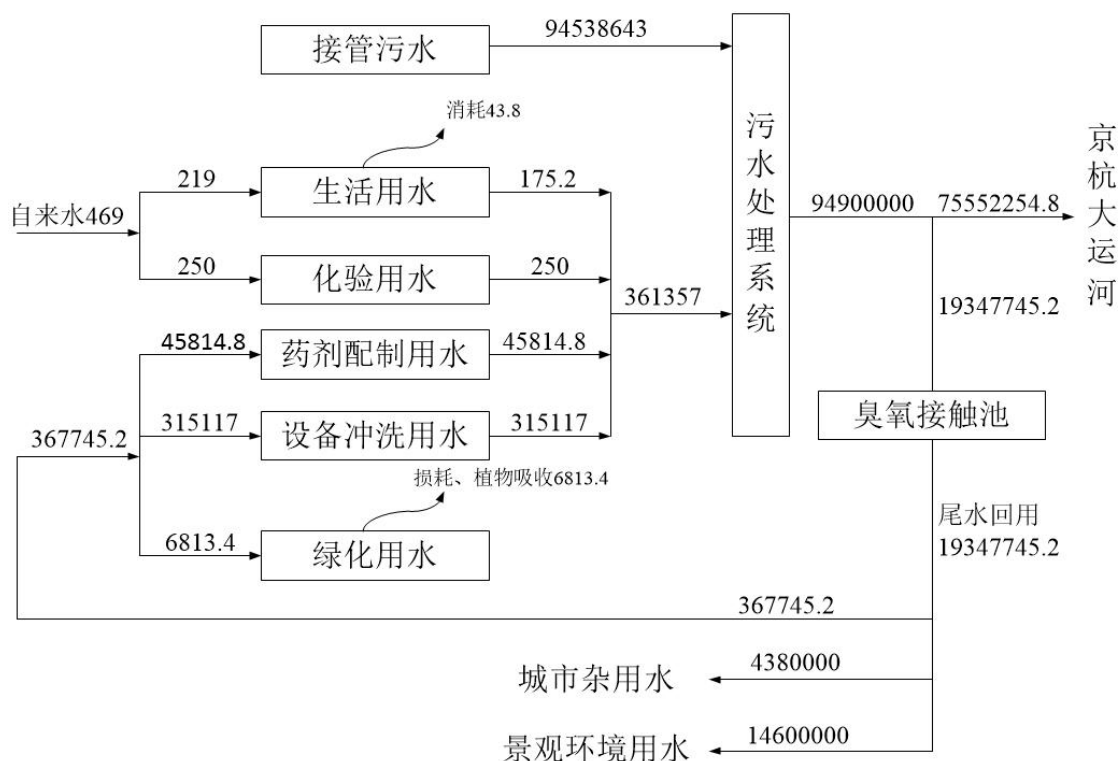 接管污水
94538643
消耗43.8
自来水469
219
生活用水
175.2
250
化验用水
250
361357
45814.8
药剂配制用水
45814.8
367745.2
315117
设备冲洗用水
315117
损耗、植物吸收6813.4
6813.4
绿化用水
污水处理系统
94900000
75552254.8
京杭大运河
19347745.2
臭氧接触池
尾水回用
19347745.2
367745.2
城市杂用水
4380000
景观环境用水
14600000